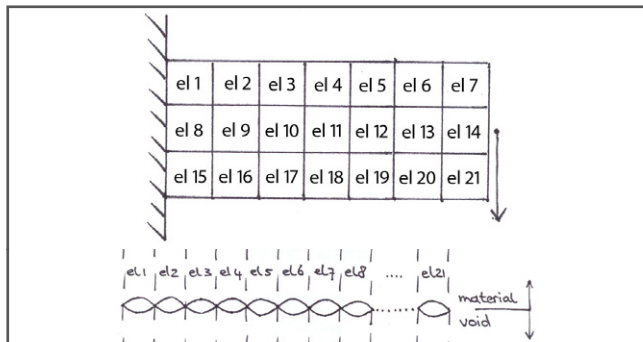 el 1 el 2 el 3 el 4 el 5 el 6 el 7
el 8 el 9 el 10 el 11 el 12 el 13 el 14
el 15 el 16 el 17 el 18 el 19 el 20 el 21
el1 el2 el3 el4 el5 el6 el7 el8 .... el21
material
void